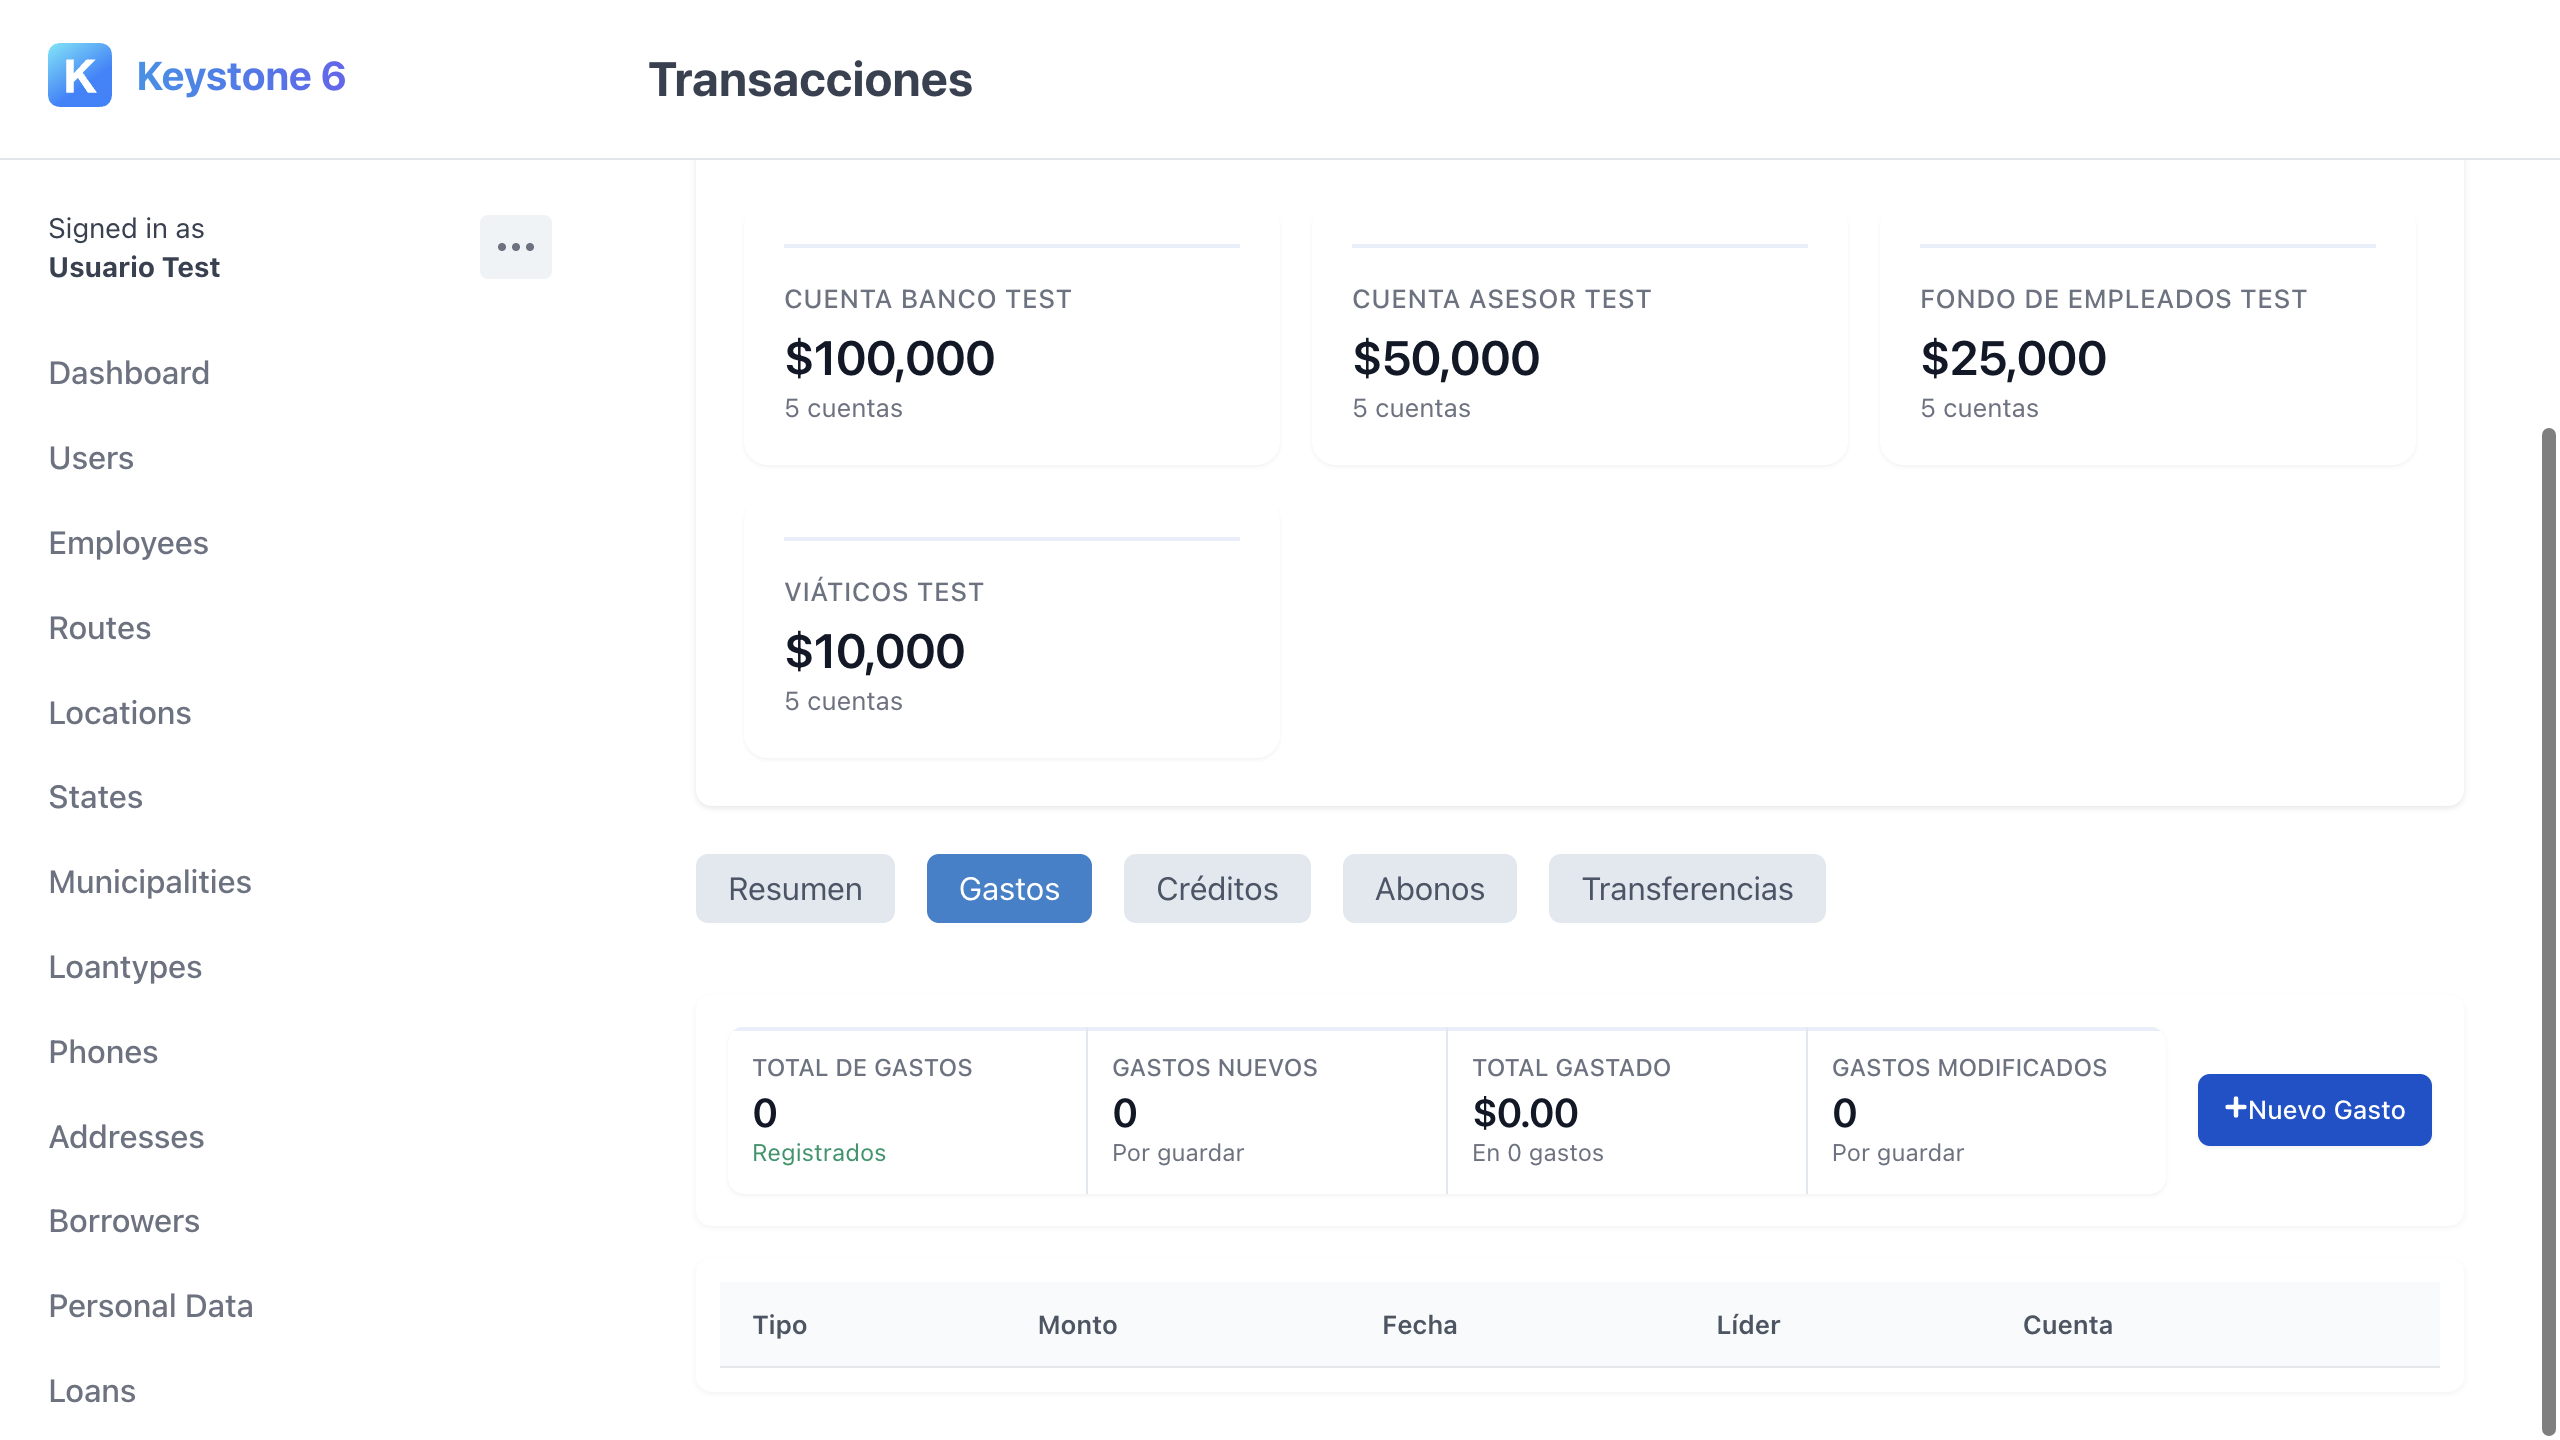 K Keystone 6
Transacciones
Signed in as
Usuario Test
Dashboard
Users
Employees
Routes
Locations
States
Municipalities
Loantypes
Phones
Addresses
Borrowers
Personal Data
Loans
CUENTA BANCO TEST
$100,000
5 cuentas
CUENTA ASESOR TEST
$50,000
5 cuentas
FONDO DE EMPLEADOS TEST
$25,000
5 cuentas
VIÁTICOS TEST
$10,000
5 cuentas
Resumen Gastos Créditos Abonos Transferencias
TOTAL DE GASTOS
0
Registrados
GASTOS NUEVOS
0
Por guardar
TOTAL GASTADO
$0.00
En 0 gastos
GASTOS MODIFICADOS
0
Por guardar
+Nuevo Gasto
Tipo Monto Fecha Líder Cuenta